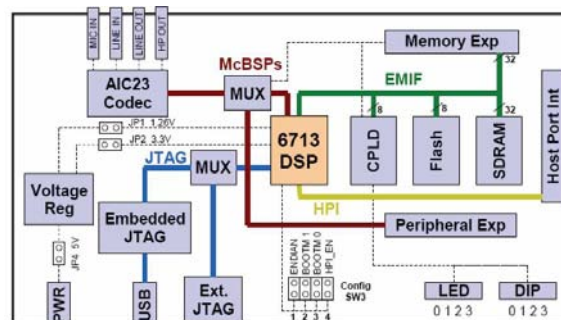 MIC IN
LINE IN
LINE OUT
HP OUT
AIC23
Codec
McBSPs
MUX
Memory Exp
32
EMIF
JP1 1.26V
JP2 3.3V
6713
DSP
8
CPLD
8
Flash
32
SDRAM
Host Port Int
JTAG
MUX
Voltage
Reg
HPI
Embedded
JTAG
Peripheral Exp
JP4 5V
ENDIAN
BOOTM 1
BOOTM 0
HPI_EN
Config
SW3
1 2 3 4
PWR
USB
Ext.
JTAG
LED
DIP
0 1 2 3
0 1 2 3